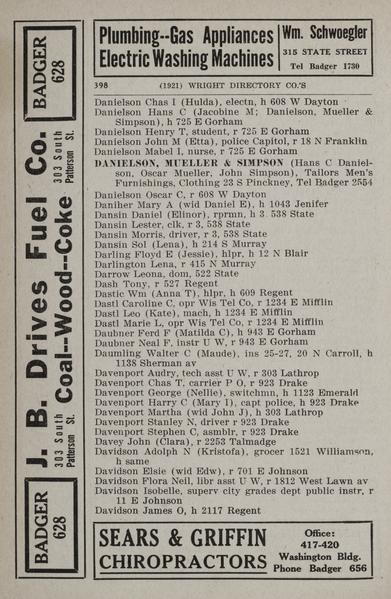 Plumbing--Gas Appliances
Electric Washing Machines
Wm. Schwoegler
315 STATE STREET
Tel Badger 1730
BADGER
628
J. B. Drives Fuel Co.
303 South
Patterson St.
Coal--Wood--Coke
303 South
Patterson St.
BADGER
628
398 (1921) WRIGHT DIRECTORY CO.'S
Danielson Chas I (Hulda), electn, h 608 W Dayton
Danielson Hans C (Jacobine M; Danielson, Mueller &
Simpson), h 725 E Gorham
Danielson Henry T, student, r 725 E Gorham
Danielson John M (Etta), police Capitol, r 18 N Franklin
Danielson Mabel I, nurse, r 725 E Gorham
DANIELSON, MUELLER & SIMPSON (Hans C Daniel-
son, Oscar Mueller, John Simpson), Tailors Men's
Furnishings, Clothing 23 S Pinckney, Tel Badger 2554
Danielson Oscar C, r 608 W Dayton
Daniher Mary A (wid Daniel E), h 1043 Jenifer
Dansin Daniel (Elinor), rprmn, h 3 538 State
Dansin Lester, clk, r 3, 538 State
Dansin Morris, driver, r 3, 538 State
Dansin Sol (Lena), h 214 S Murray
Darling Floyd E (Jessie), hlpr, h 12 N Blair
Darlington Lena, r 415 N Murray
Darrow Leona, dom, 522 State
Dash Tony, r 527 Regent
Dastic Wm (Anna T), hlpr, h 609 Regent
Dastl Caroline C, opr Wis Tel Co, r 1234 E Mifflin
Dastl Leo (Kate), mach, h 1234 E Mifflin
Dastl Marie L, opr Wis Tel Co, r 1234 E Mifflin
Daubner Ferd F (Matilda C), h 943 E Gorham
Daubner Neal F, instr U W, r 943 E Gorham
Daumling Walter C (Maude), ins 25-27, 20 N Carroll, h
1138 Sherman av
Davenport Audry, tech asst U W, r 303 Lathrop
Davenport Chas T, carrier P O, r 923 Drake
Davenport George (Nellie), switchmn, h 1123 Emerald
Davenport Harry C (Mary I), capt police, h 923 Drake
Davenport Martha (wid John J), h 303 Lathrop
Davenport Stanley N, driver r 923 Drake
Davenport Stephen C, asmblr, r 923 Drake
Davey John (Clara), r 2253 Talmadge
Davidson Adolph N (Kristofa), grocer 1521 Williamson,
h same
Davidson Elsie (wid Edw), r 701 E Johnson
Davidson Flora Neil, libr asst U W, r 1812 West Lawn av
Davidson Isobelle, superv city grades dept public instr, r
11 E Johnson
Davidson James O, h 2117 Regent
SEARS & GRIFFIN
CHIROPRACTORS
Office:
417-420
Washington Bldg.
Phone Badger 656